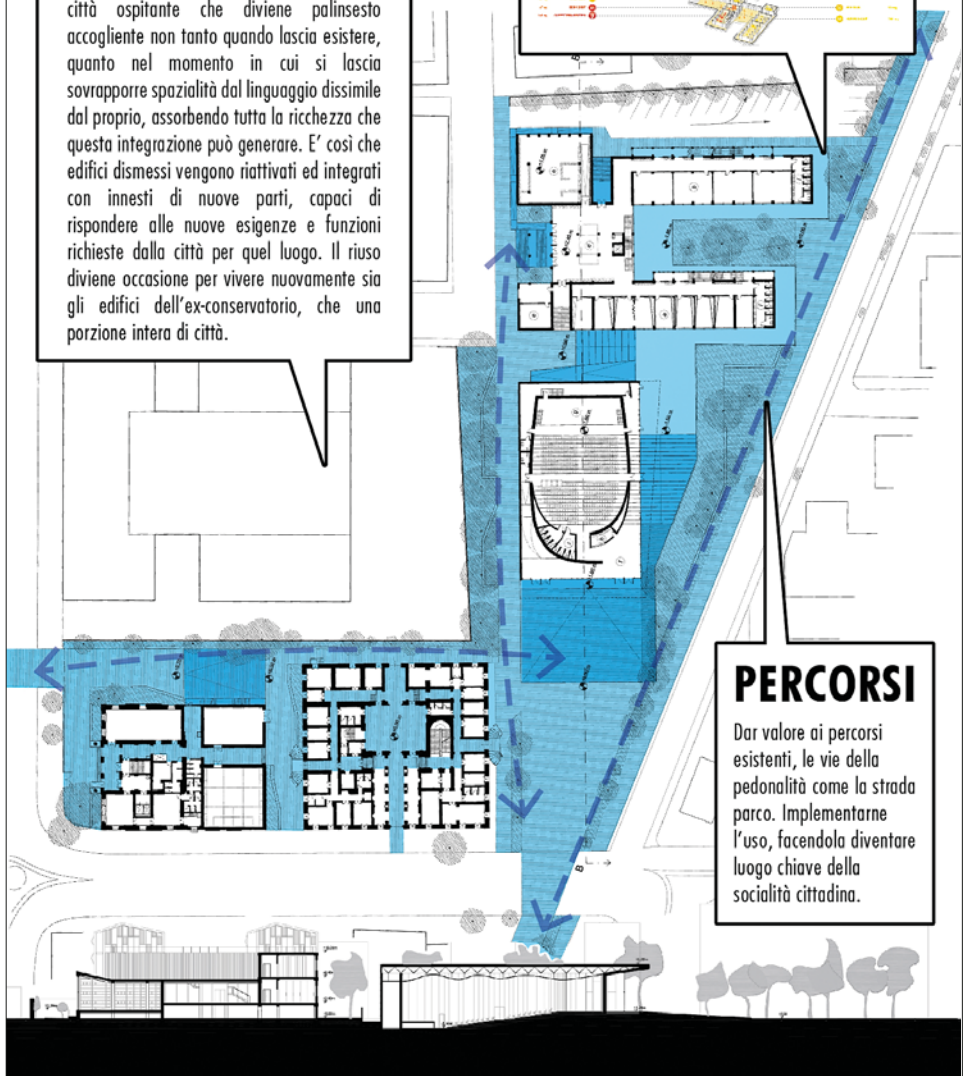 città ospitante che diviene palinsesto
accogliente non tanto quando lascia esistere,
quanto nel momento in cui si lascia
sovrapporre spazialità dal linguaggio dissimile
dal proprio, assorbendo tutta la ricchezza che
questa integrazione può generare. E' così che
edifici dismessi vengono riattivati ed integrati
con innesti di nuove parti, capaci di
rispondere alle nuove esigenze e funzioni
richieste dalla città per quel luogo. Il riuso
diviene occasione per vivere nuovamente sia
gli edifici dell'ex-conservatorio, che una
porzione intera di città.
B
PERCORSI
Dar valore ai percorsi
esistenti, le vie della
pedonalità come la strada
parco. Implementarne
l'uso, facendola diventare
luogo chiave della
socialità cittadina.
B